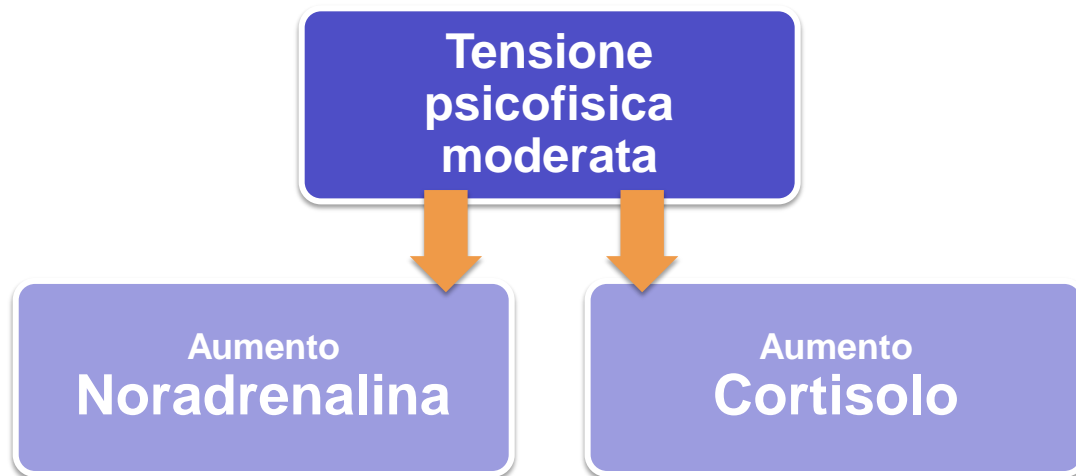 Tensione
psicofisica
moderata
Aumento
Noradrenalina
Aumento
Cortisolo